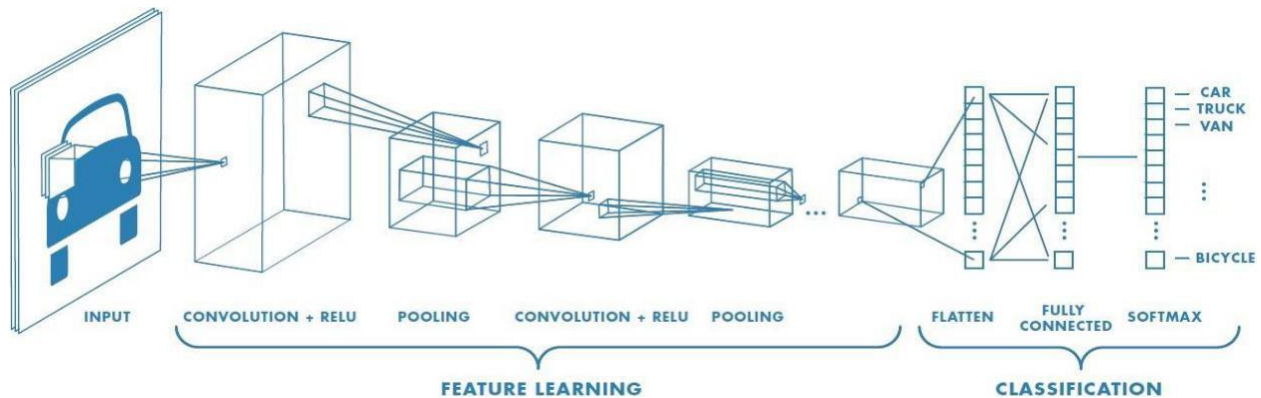 CAR
TRUCK
VAN
BICYCLE
INPUT
CONVOLUTION + RELU
POOLING
CONVOLUTION + RELU
POOLING
FLATTEN
FULLY
CONNECTED
SOFTMAX
FEATURE LEARNING
CLASSIFICATION